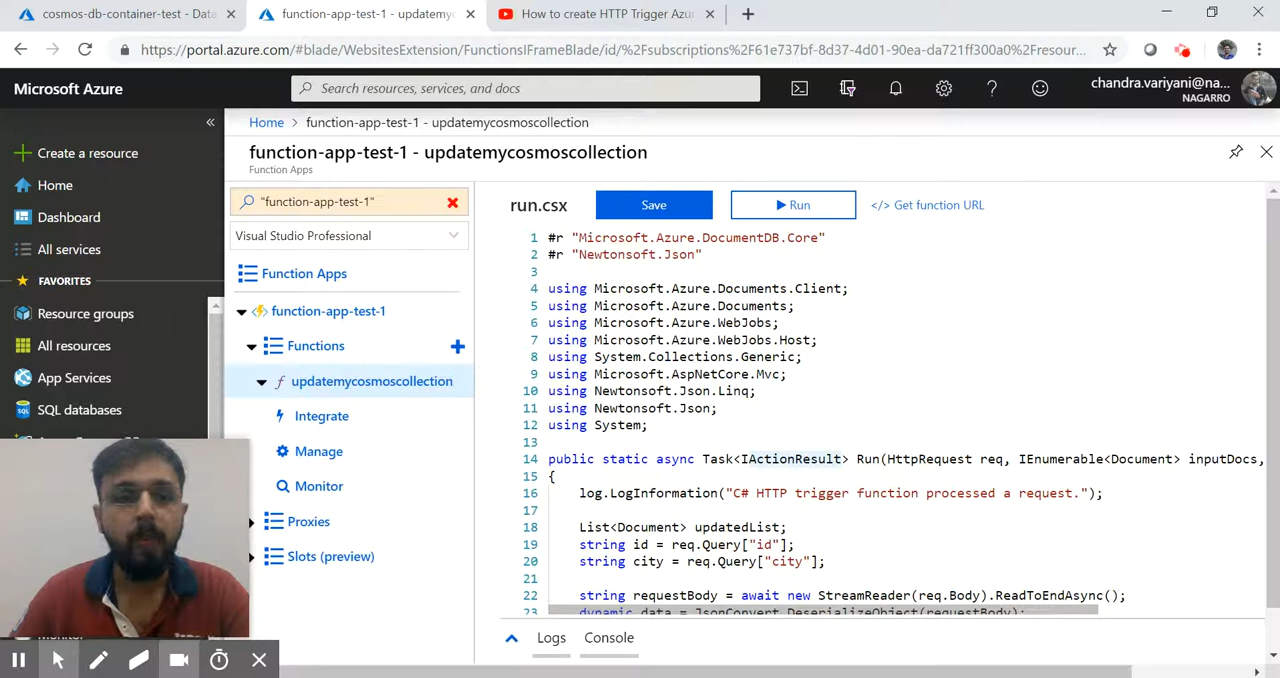 cosmos-db-container-test - Data
function-app-test-1 - updatemyc
How to create HTTP Trigger Azu
https://portal.azure.com/#blade/WebsitesExtension/FunctionsIFrameBlade/id/%2Fsubscriptions%2F61e737bf-8d37-4d01-90ea-da721ff300a0%2Fresour...
Microsoft Azure
Search resources, services, and docs
chandra.variyani@na...
NAGARRO
Home > function-app-test-1 - updatemycosmoscollection
function-app-test-1 - updatemycosmoscollection
Function Apps
Create a resource
Home
Dashboard
All services
FAVORITES
Resource groups
All resources
App Services
SQL databases
"function-app-test-1"
Visual Studio Professional
Function Apps
function-app-test-1
Functions
updatemycosmoscollection
Integrate
Manage
Monitor
Proxies
Slots (preview)
run.csx Save Run </> Get function URL
1 #r "Microsoft.Azure.DocumentDB.Core"
2 #r "Newtonsoft.Json"
3
4 using Microsoft.Azure.Documents.Client;
5 using Microsoft.Azure.Documents;
6 using Microsoft.Azure.WebJobs;
7 using Microsoft.Azure.WebJobs.Host;
8 using System.Collections.Generic;
9 using Microsoft.AspNetCore.Mvc;
10 using Newtonsoft.Json.Linq;
11 using Newtonsoft.Json;
12 using System;
13
14 public static async Task<IActionResult> Run(HttpRequest req, IEnumerable<Document> inputDocs,
15 {
16 log.LogInformation("C# HTTP trigger function processed a request.");
17
18 List<Document> updatedList;
19 string id = req.Query["id"];
20 string city = req.Query["city"];
21
22 string requestBody = await new StreamReader(req.Body).ReadToEndAsync();
23 dynamic data = JsonConvert.DeserializeObject(requestBody);
Logs Console